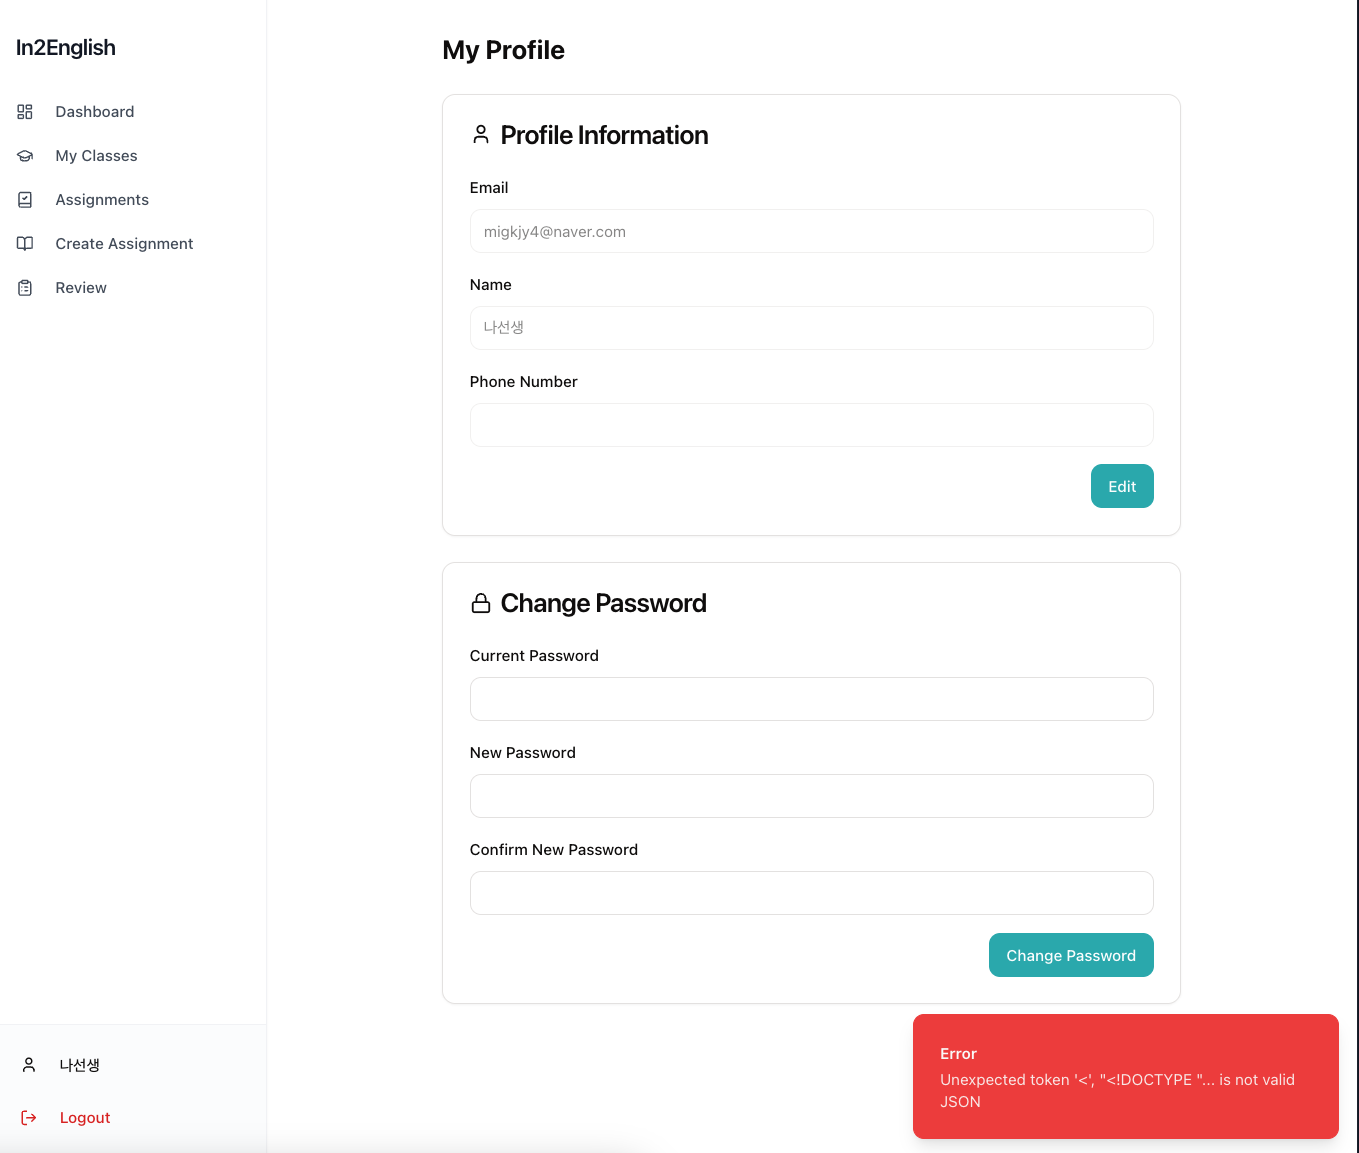 In2English
Dashboard
My Classes
Assignments
Create Assignment
Review
나선생
Logout
My Profile
Profile Information
Email
migkjy4@naver.com
Name
나선생
Phone Number
Edit
Change Password
Current Password
New Password
Confirm New Password
Change Password
Error
Unexpected token '<', "<!DOCTYPE "... is not valid
JSON